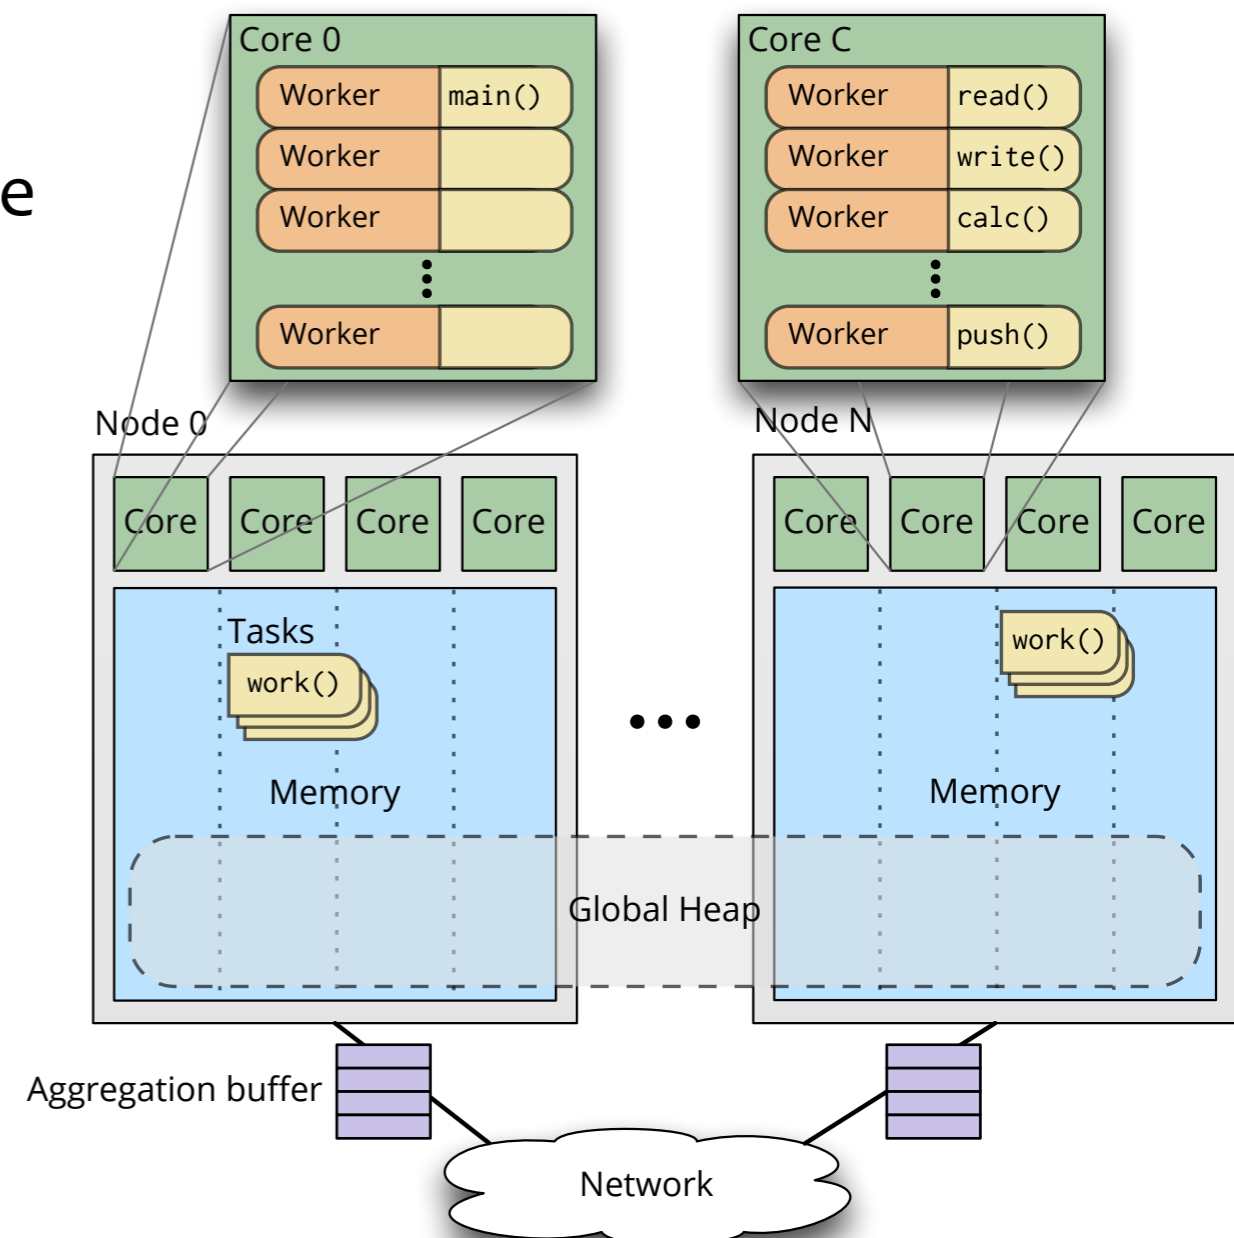 Core 0
Worker main()
Worker
Worker
Worker
Core C
Worker read()
Worker write()
Worker calc()
Worker push()
e
Node 0
Core Core Core Core
Tasks
work()
Memory
Node N
Core Core Core Core
work()
Memory
Global Heap
Aggregation buffer
Network